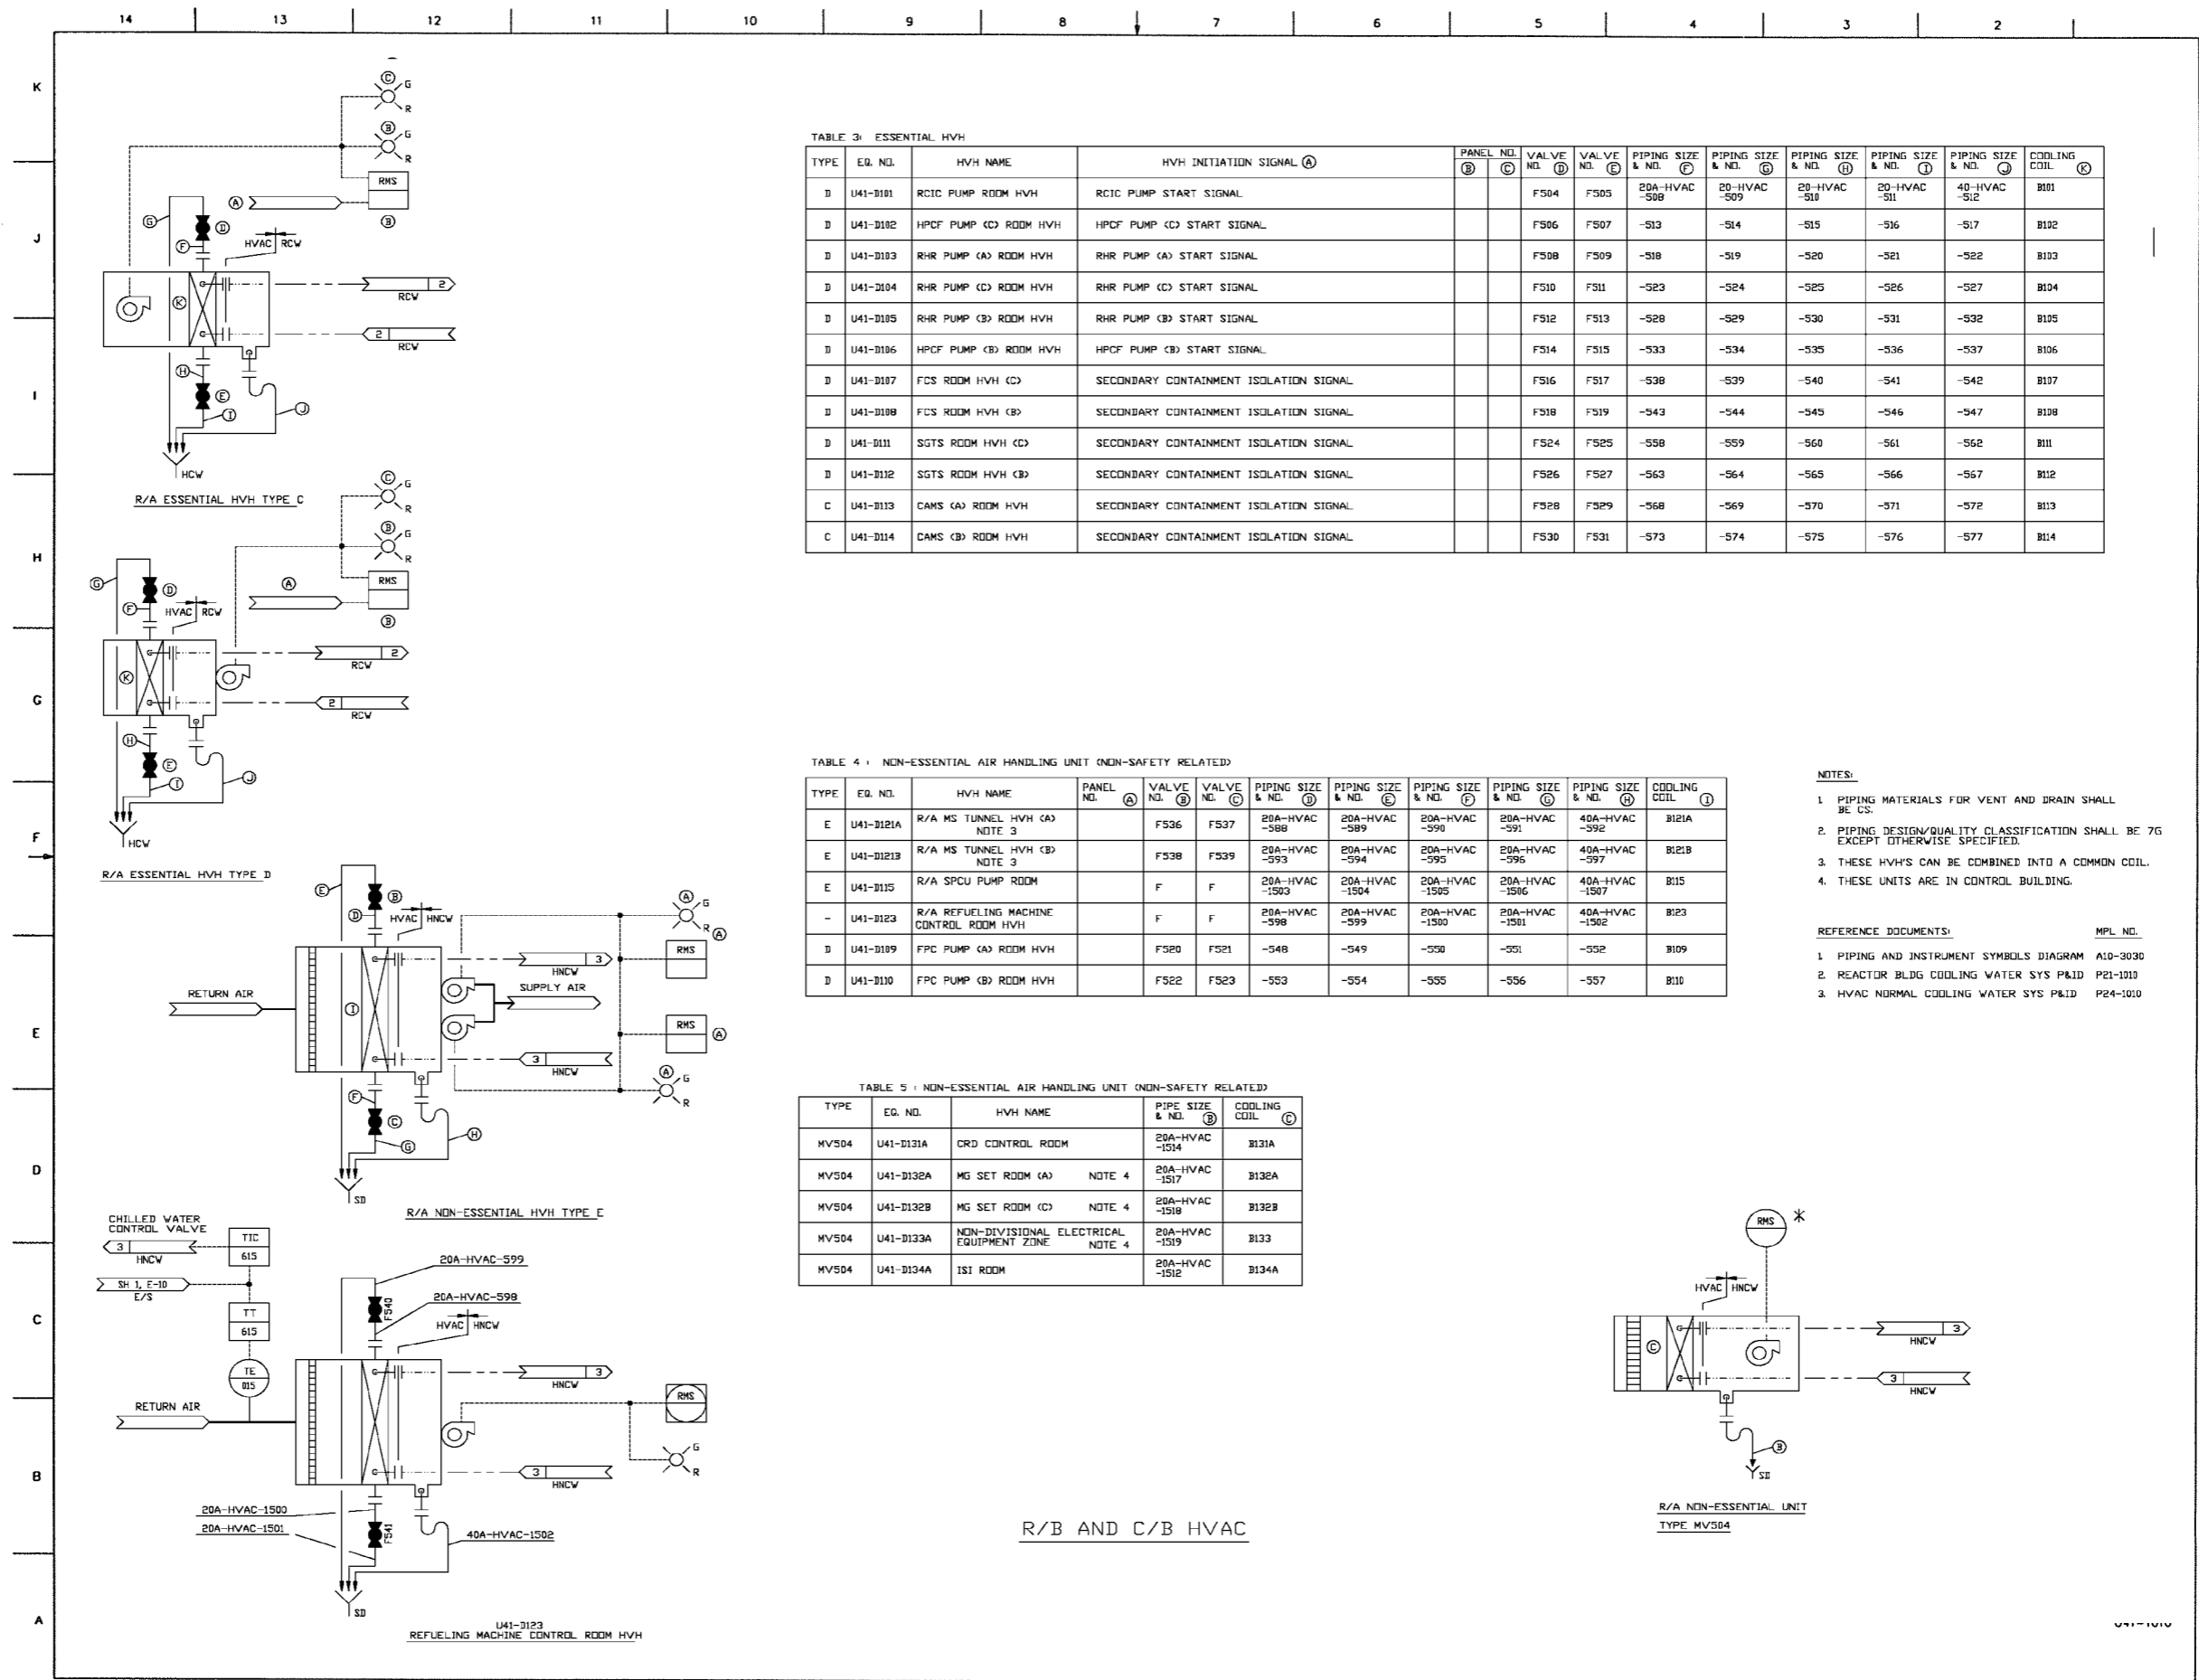 14 13 12 11 10 9 8 7 6 5 4 3 2
K
J
I
H
G
F
E
D
C
B
A
C
G
R
B
G
R
RMS
B
A
G
D
F
HVAC RCW
K
2
RCW
2
RCW
H
E
I
J
HCW
R/A ESSENTIAL HVH TYPE C
C
G
R
B
G
R
RMS
B
A
G
D
F
HVAC RCW
K
2
RCW
2
RCW
H
E
I
J
HCW
R/A ESSENTIAL HVH TYPE D
E
B
D
HVAC HNCW
A
G
R
A
RMS
3
HNCW
RETURN AIR
I
SUPPLY AIR
RMS
A
3
HNCW
A
G
R
F
C
G
H
SD
R/A NON-ESSENTIAL HVH TYPE E
CHILLED WATER
CONTROL VALVE
3
HNCW
TIC
615
SH 1, E-10
E/S
TT
615
TE
015
20A-HVAC-599
F540
20A-HVAC-598
HVAC HNCW
3
HNCW
RETURN AIR
RMS
G
R
3
HNCW
20A-HVAC-1500
20A-HVAC-1501
F541
40A-HVAC-1502
SD
U41-D123
REFUELING MACHINE CONTROL ROOM HVH
TABLE 3: ESSENTIAL HVH
TYPE EQ. NO. HVH NAME HVH INITIATION SIGNAL A PANEL NO. B C VALVE NO. D VALVE NO. E PIPING SIZE & NO. F PIPING SIZE & NO. G PIPING SIZE & NO. H PIPING SIZE & NO. I PIPING SIZE & NO. J COOLING COIL K
D U41-D101 RCIC PUMP ROOM HVH RCIC PUMP START SIGNAL F504 F505 20A-HVAC -508 20-HVAC -509 20-HVAC -510 20-HVAC -511 40-HVAC -512 B101
D U41-D102 HPCF PUMP (C) ROOM HVH HPCF PUMP (C) START SIGNAL F506 F507 -513 -514 -515 -516 -517 B102
D U41-D103 RHR PUMP (A) ROOM HVH RHR PUMP (A) START SIGNAL F508 F509 -518 -519 -520 -521 -522 B103
D U41-D104 RHR PUMP (C) ROOM HVH RHR PUMP (C) START SIGNAL F510 F511 -523 -524 -525 -526 -527 B104
D U41-D105 RHR PUMP (B) ROOM HVH RHR PUMP (B) START SIGNAL F512 F513 -528 -529 -530 -531 -532 B105
D U41-D106 HPCF PUMP (B) ROOM HVH HPCF PUMP (B) START SIGNAL F514 F515 -533 -534 -535 -536 -537 B106
D U41-D107 FCS ROOM HVH (C) SECONDARY CONTAINMENT ISOLATION SIGNAL F516 F517 -538 -539 -540 -541 -542 B107
D U41-D108 FCS ROOM HVH (B) SECONDARY CONTAINMENT ISOLATION SIGNAL F518 F519 -543 -544 -545 -546 -547 B108
D U41-D111 SGTS ROOM HVH (C) SECONDARY CONTAINMENT ISOLATION SIGNAL F524 F525 -558 -559 -560 -561 -562 B111
D U41-D112 SGTS ROOM HVH (B) SECONDARY CONTAINMENT ISOLATION SIGNAL F526 F527 -563 -564 -565 -566 -567 B112
C U41-D113 CAMS (A) ROOM HVH SECONDARY CONTAINMENT ISOLATION SIGNAL F528 F529 -568 -569 -570 -571 -572 B113
C U41-D114 CAMS (B) ROOM HVH SECONDARY CONTAINMENT ISOLATION SIGNAL F530 F531 -573 -574 -575 -576 -577 B114
TABLE 4 : NON-ESSENTIAL AIR HANDLING UNIT (NON-SAFETY RELATED)
TYPE EQ. NO. HVH NAME PANEL NO. A VALVE NO. B VALVE NO. C PIPING SIZE & NO. D PIPING SIZE & NO. E PIPING SIZE & NO. F PIPING SIZE & NO. G PIPING SIZE & NO. H COOLING COIL I
E U41-D121A R/A MS TUNNEL HVH (A) NOTE 3 F536 F537 20A-HVAC -588 20A-HVAC -589 20A-HVAC -590 20A-HVAC -591 40A-HVAC -592 B121A
E U41-D121B R/A MS TUNNEL HVH (B) NOTE 3 F538 F539 20A-HVAC -593 20A-HVAC -594 20A-HVAC -595 20A-HVAC -596 40A-HVAC -597 B121B
E U41-D115 R/A SPCU PUMP ROOM F F 20A-HVAC -1503 20A-HVAC -1504 20A-HVAC -1505 20A-HVAC -1506 40A-HVAC -1507 B115
- U41-D123 R/A REFUELING MACHINE CONTROL ROOM HVH F F 20A-HVAC -598 20A-HVAC -599 20A-HVAC -1500 20A-HVAC -1501 40A-HVAC -1502 B123
D U41-D109 FPC PUMP (A) ROOM HVH F520 F521 -548 -549 -550 -551 -552 B109
D U41-D110 FPC PUMP (B) ROOM HVH F522 F523 -553 -554 -555 -556 -557 B110
TABLE 5 : NON-ESSENTIAL AIR HANDLING UNIT (NON-SAFETY RELATED)
TYPE EQ. NO. HVH NAME PIPE SIZE & NO. B COOLING COIL C
MV504 U41-D131A CRD CONTROL ROOM 20A-HVAC -1514 B131A
MV504 U41-D132A MG SET ROOM (A) NOTE 4 20A-HVAC -1517 B132A
MV504 U41-D132B MG SET ROOM (C) NOTE 4 20A-HVAC -1518 B132B
MV504 U41-D133A NON-DIVISIONAL ELECTRICAL EQUIPMENT ZONE NOTE 4 20A-HVAC -1519 B133
MV504 U41-D134A ISI ROOM 20A-HVAC -1512 B134A
NOTES:
1. PIPING MATERIALS FOR VENT AND DRAIN SHALL
BE CS.
2. PIPING DESIGN/QUALITY CLASSIFICATION SHALL BE 7G
EXCEPT OTHERWISE SPECIFIED.
3. THESE HVH'S CAN BE COMBINED INTO A COMMON COIL.
4. THESE UNITS ARE IN CONTROL BUILDING.
REFERENCE DOCUMENTS: MPL NO.
1. PIPING AND INSTRUMENT SYMBOLS DIAGRAM A10-3030
2. REACTOR BLDG COOLING WATER SYS P&ID P21-1010
3. HVAC NORMAL COOLING WATER SYS P&ID P24-1010
RMS *
HVAC HNCW
C
3
HNCW
3
HNCW
B
SD
R/A NON-ESSENTIAL UNIT
TYPE MV504
R/B AND C/B HVAC